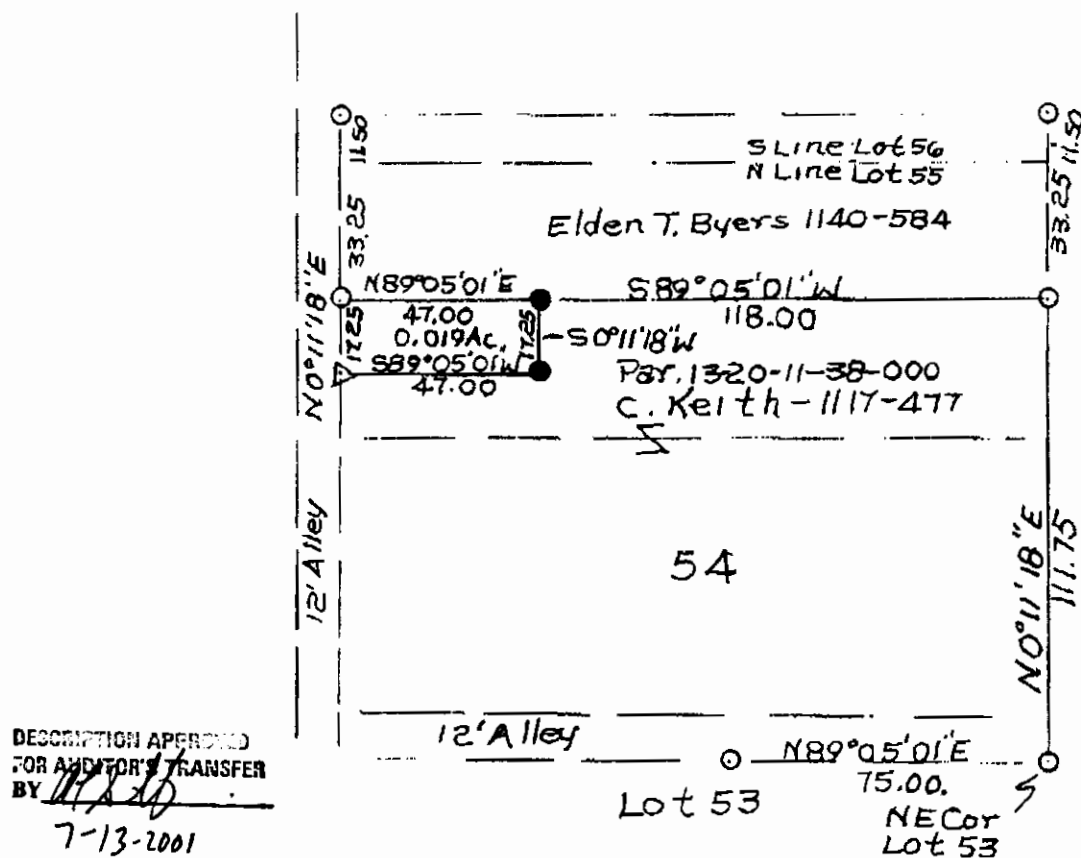 11.50
11.50
S Line Lot 56
N Line Lot 55
33.25
33.25
Elden T. Byers 1140-584
N 0°11'18" E
N89°05'01"E
S 89°05'01" W
47.00
118.00
0.019Ac.
17.25
17.25
S 0°11'18"W
S89°05'01"W
47.00
Par. 1320-11-38-000
C. Keith - 1117-477
12' Alley
54
N 0°11'18" E
111.75
12' Alley
N89°05'01"E
75.00.
Lot 53
NE Cor
Lot 53
DESCRIPTION APPROVED
FOR AUDITOR'S TRANSFER
BY
7-13-2001